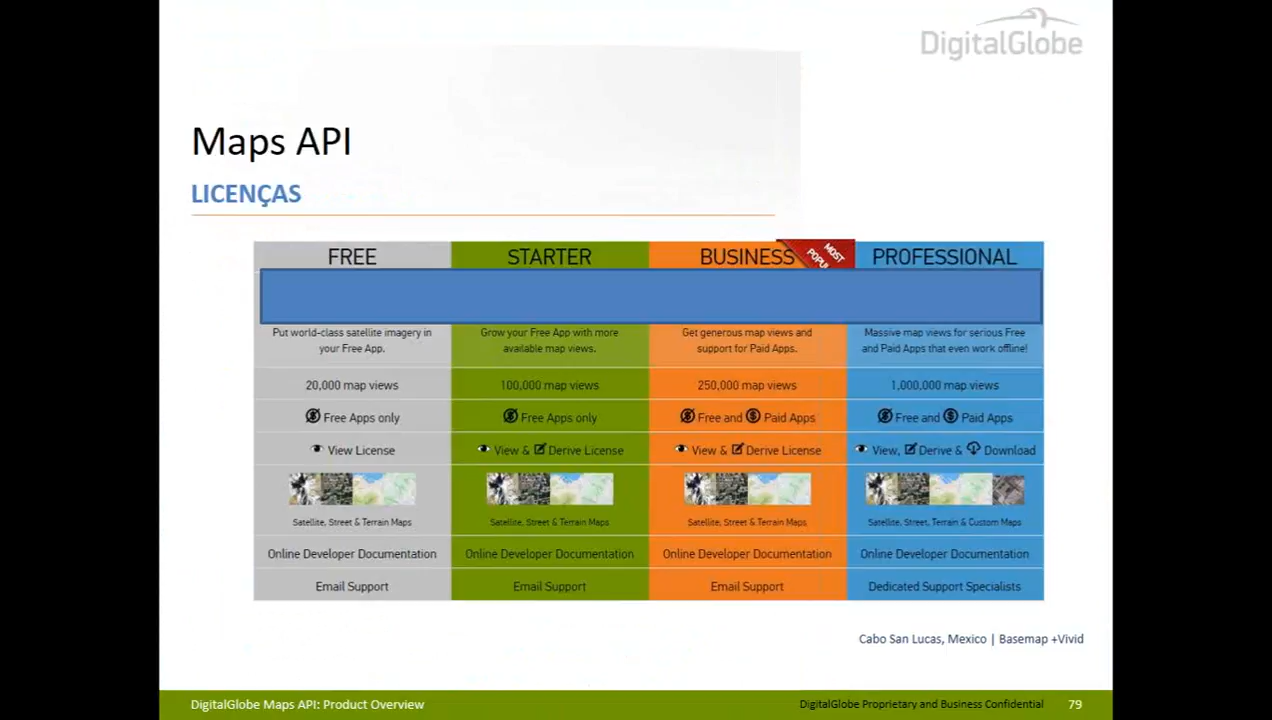 DigitalGlobe
Maps API
LICENÇAS
FREE STARTER BUSINESS PROFESSIONAL
MOST
Put world-class satellite imagery in
your Free App.
Grow your Free App with more
available map views.
Get generous map views and
support for Paid Apps.
Massive map views for serious Free
and Paid Apps that even work offline!
20,000 map views 100,000 map views 250,000 map views 1,000,000 map views
Free Apps only Free Apps only Free and Paid Apps Free and Paid Apps
View License View & Derive License View & Derive License View, Derive & Download
Satellite, Street & Terrain Maps Satellite, Street & Terrain Maps Satellite, Street & Terrain Maps Satellite, Street, Terrain & Custom Maps
Online Developer Documentation Online Developer Documentation Online Developer Documentation Online Developer Documentation
Email Support Email Support Email Support Dedicated Support Specialists
Cabo San Lucas, Mexico | Basemap +Vivid
DigitalGlobe Maps API: Product Overview DigitalGlobe Proprietary and Business Confidential 79